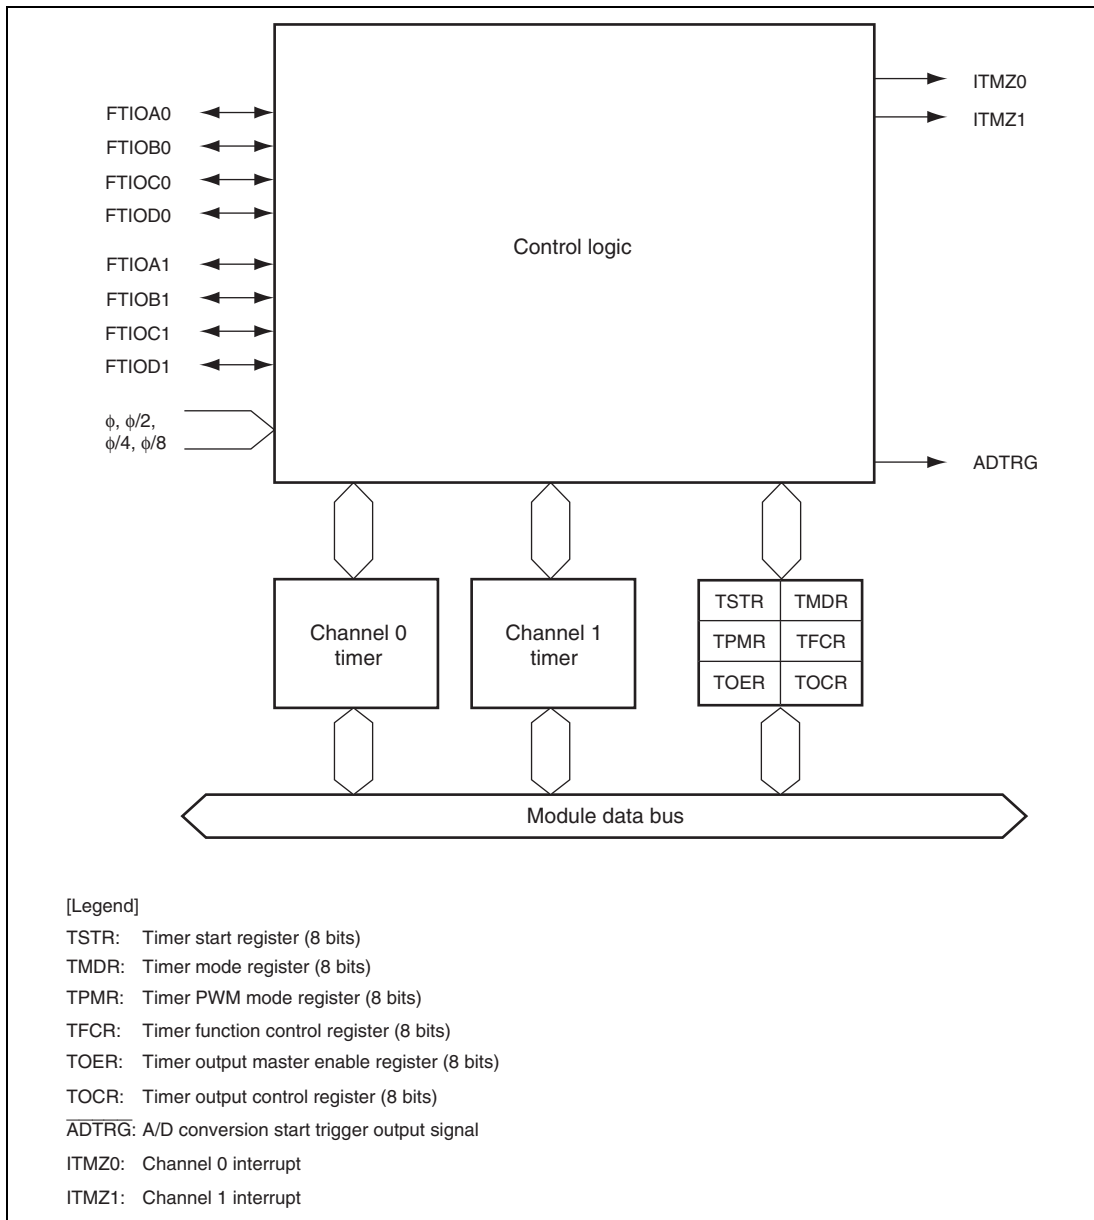 ITMZ0
ITMZ1
FTIOA0
FTIOB0
FTIOC0
FTIOD0
FTIOA1
FTIOB1
FTIOC1
FTIOD1
ϕ, ϕ/2,
ϕ/4, ϕ/8
Control logic
ADTRG
Channel 0
timer
Channel 1
timer
TSTR TMDR
TPMR TFCR
TOER TOCR
Module data bus
[Legend]
TSTR: Timer start register (8 bits)
TMDR: Timer mode register (8 bits)
TPMR: Timer PWM mode register (8 bits)
TFCR: Timer function control register (8 bits)
TOER: Timer output master enable register (8 bits)
TOCR: Timer output control register (8 bits)
A̅D̅T̅R̅G̅: A/D conversion start trigger output signal
ITMZ0: Channel 0 interrupt
ITMZ1: Channel 1 interrupt